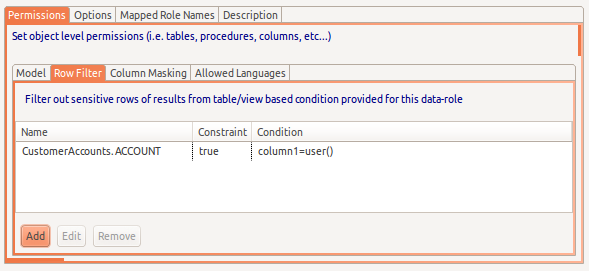 Permissions Options Mapped Role Names Description
Set object level permissions (i.e. tables, procedures, columns, etc...)
Model Row Filter Column Masking Allowed Languages
Filter out sensitive rows of results from table/view based condition provided for this data-role
Name Constraint Condition
CustomerAccounts.ACCOUNT true column1=user()
Add Edit Remove